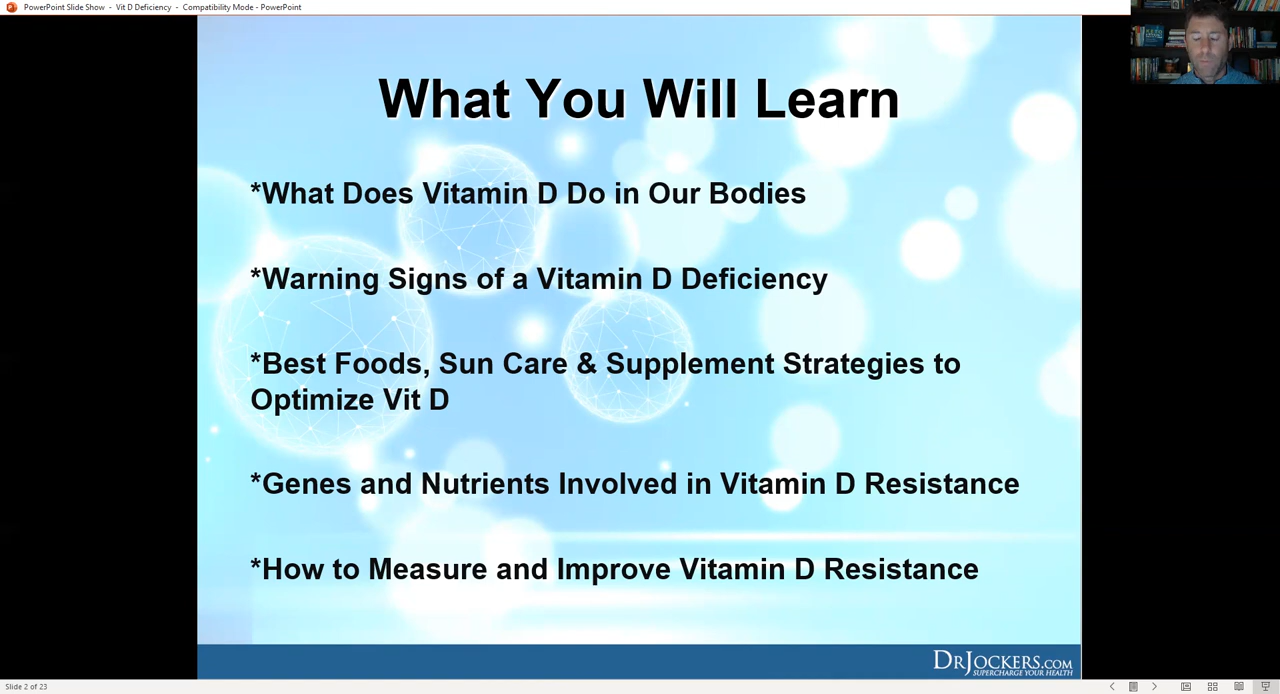 PowerPoint Slide Show - Vit D Deficiency - Compatibility Mode - PowerPoint
What You Will Learn
*What Does Vitamin D Do in Our Bodies
*Warning Signs of a Vitamin D Deficiency
*Best Foods, Sun Care & Supplement Strategies to
Optimize Vit D
*Genes and Nutrients Involved in Vitamin D Resistance
*How to Measure and Improve Vitamin D Resistance
DRJOCKERS.COM
SUPERCHARGE YOUR HEALTH
Slide 2 of 23